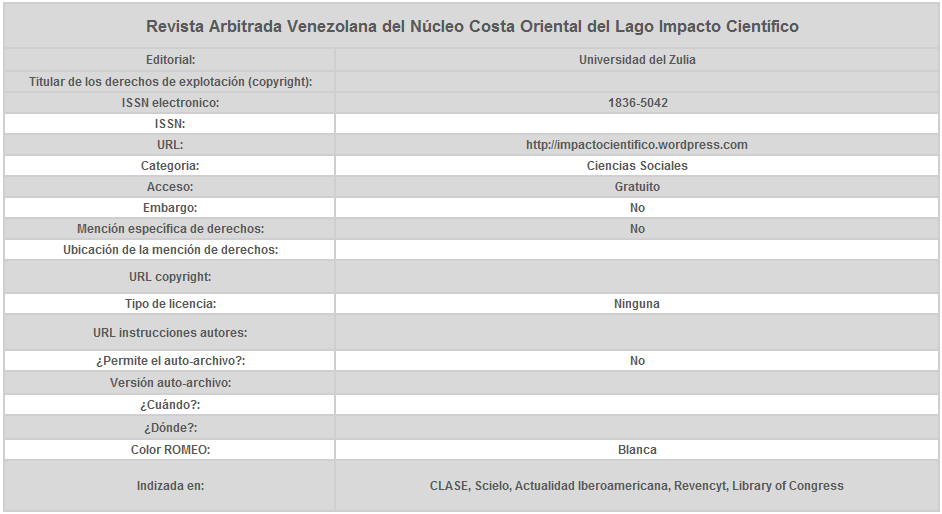 Revista Arbitrada Venezolana del Núcleo Costa Oriental del Lago Impacto Científico
Editorial: Universidad del Zulia
Titular de los derechos de explotación (copyright):
ISSN electronico: 1836-5042
ISSN:
URL: http://impactocientifico.wordpress.com
Categoria: Ciencias Sociales
Acceso: Gratuito
Embargo: No
Mención específica de derechos: No
Ubicación de la mención de derechos:
URL copyright:
Tipo de licencia: Ninguna
URL instrucciones autores:
¿Permite el auto-archivo?: No
Versión auto-archivo:
¿Cuándo?:
¿Dónde?:
Color ROMEO: Blanca
Indizada en: CLASE, Scielo, Actualidad Iberoamericana, Revencyt, Library of Congress